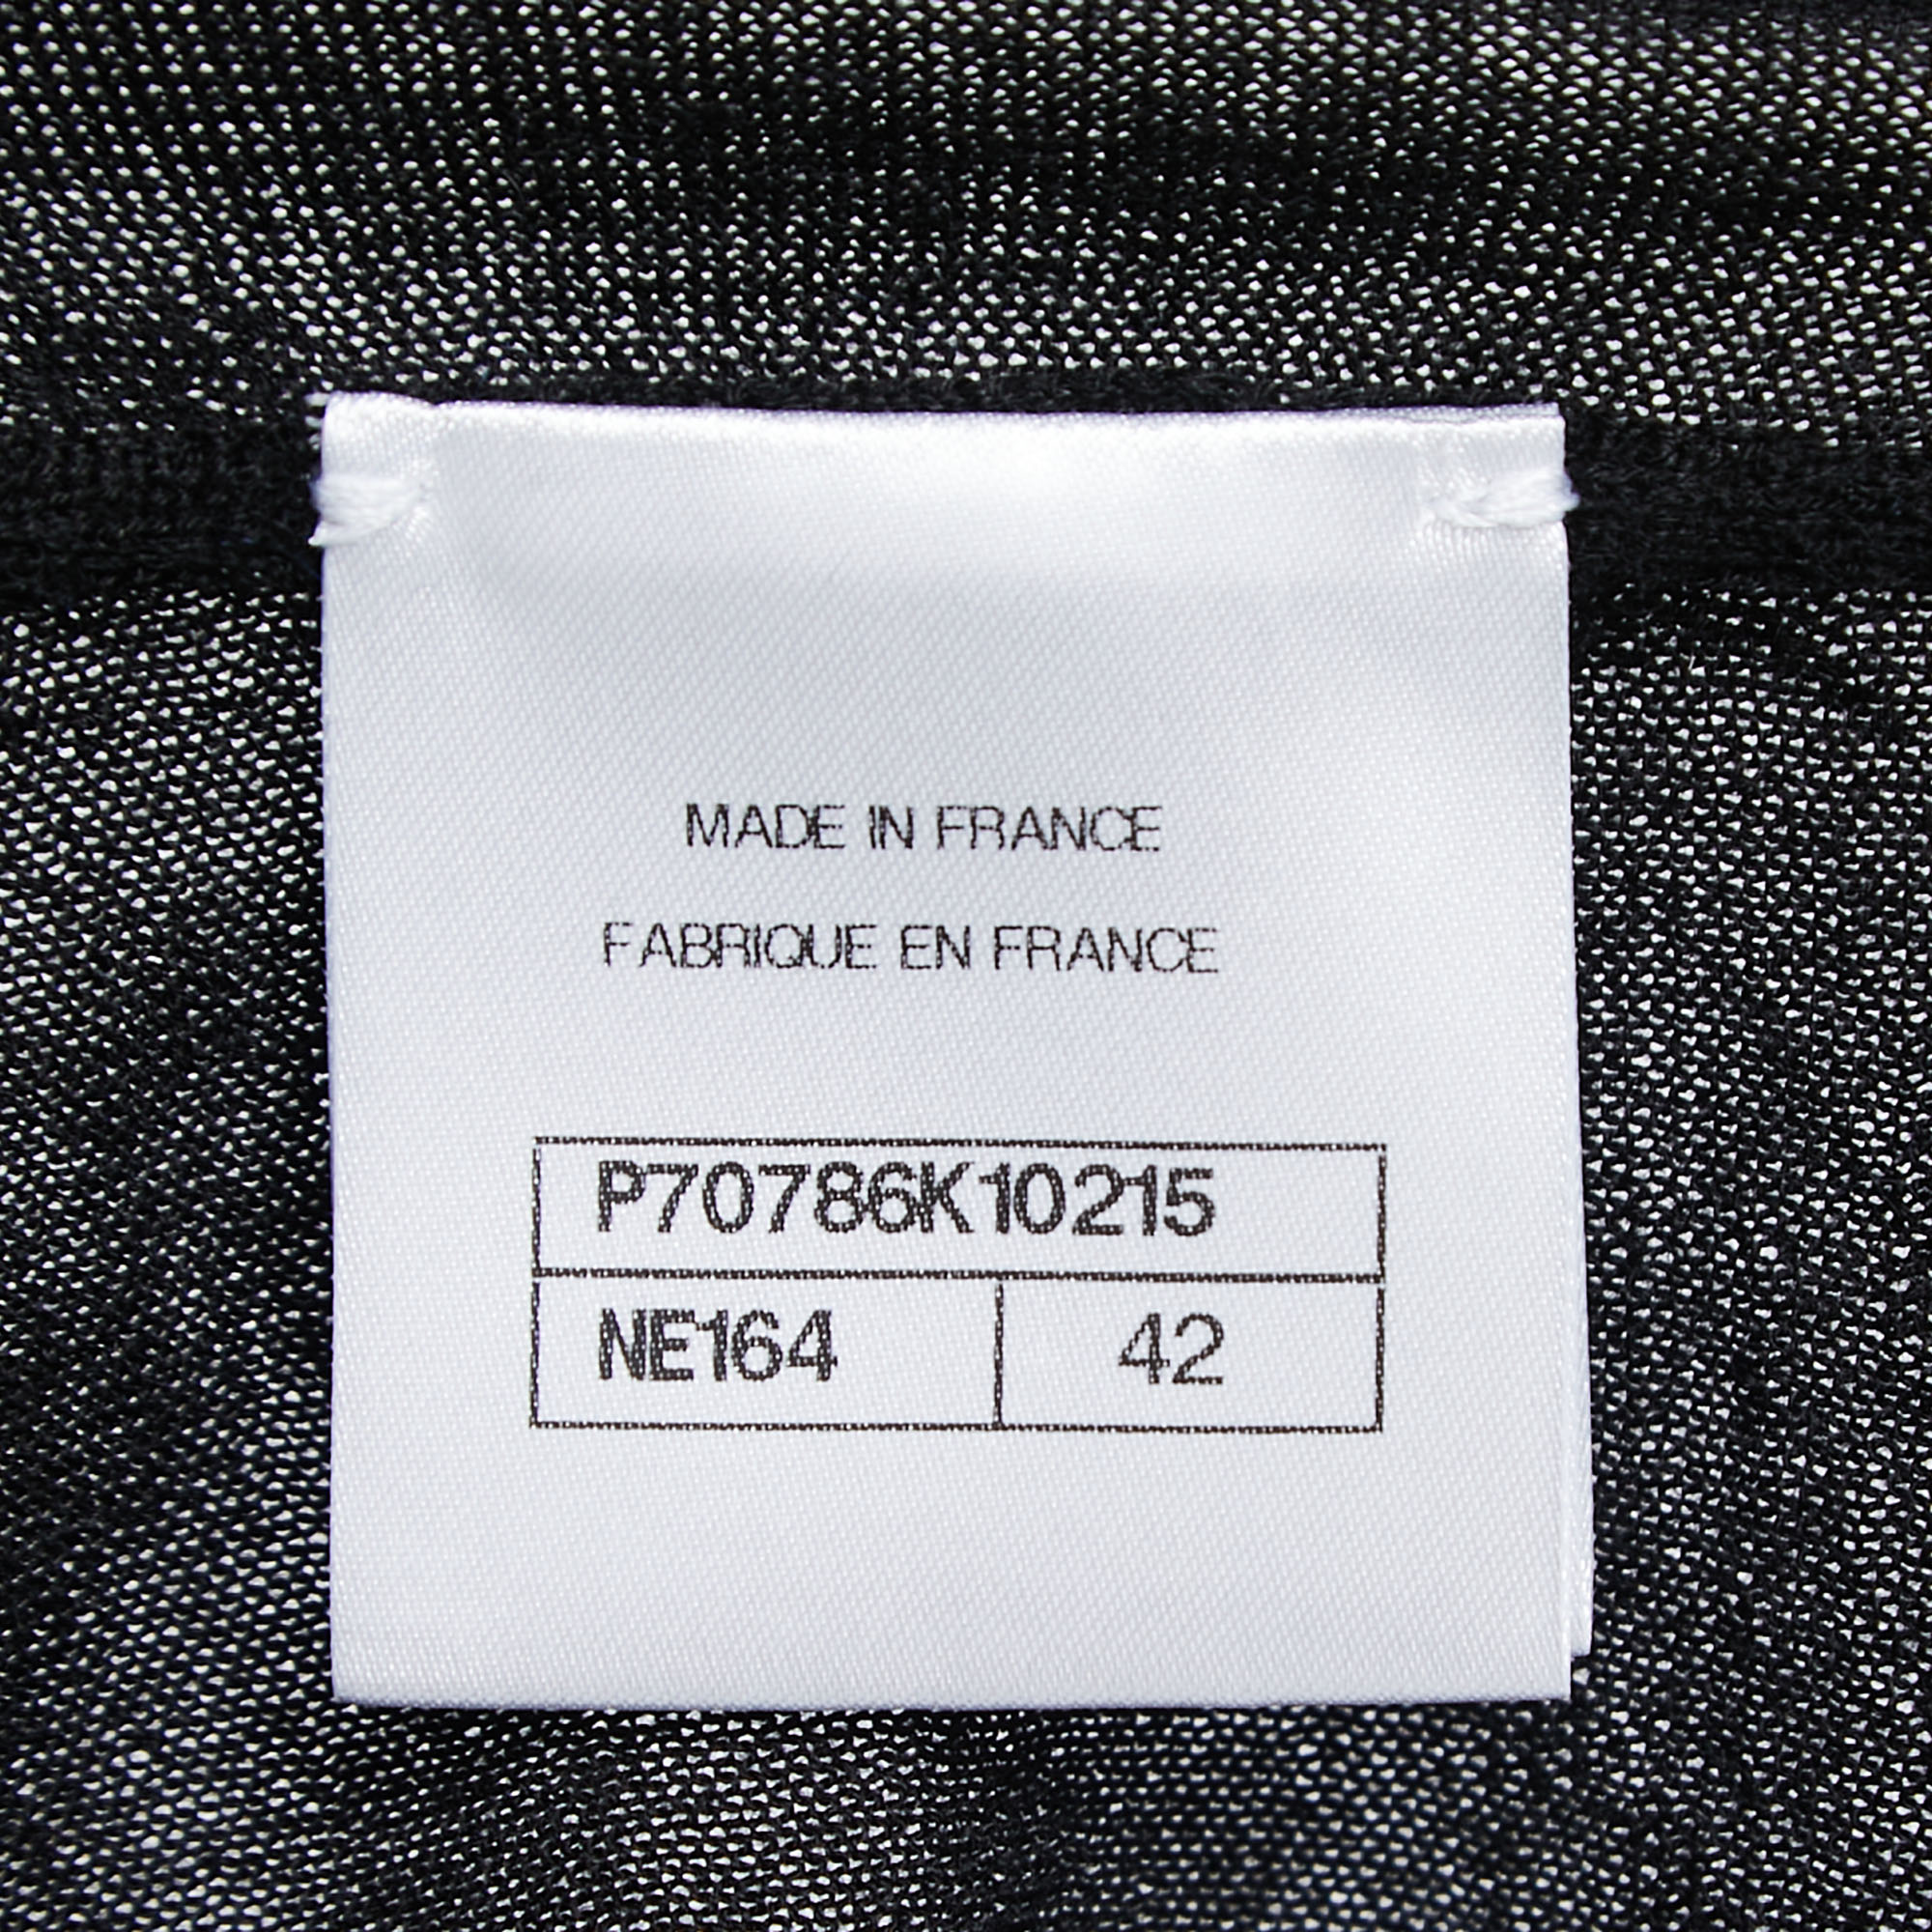 MADE IN FRANCE
FABRIQUE EN FRANCE
P70786K10215
NE164 42